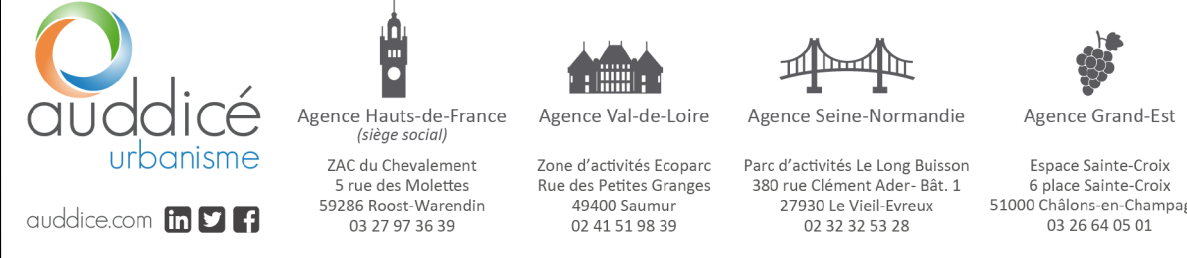 auddicé
urbanisme
auddice.com
Agence Hauts-de-France
(siège social)
ZAC du Chevalement
5 rue des Molettes
59286 Roost-Warendin
03 27 97 36 39
Agence Val-de-Loire
Zone d'activités Ecoparc
Rue des Petites Granges
49400 Saumur
02 41 51 98 39
Agence Seine-Normandie
Parc d'activités Le Long Buisson
380 rue Clément Ader- Bât. 1
27930 Le Vieil-Evreux
02 32 32 53 28
Agence Grand-Est
Espace Sainte-Croix
6 place Sainte-Croix
51000 Châlons-en-Champag
03 26 64 05 01